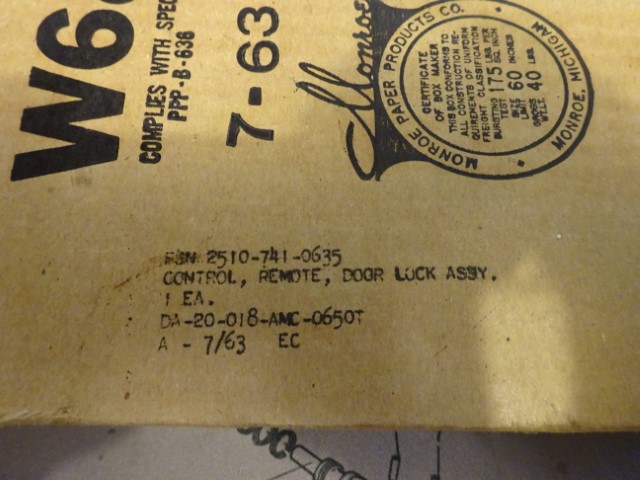 W6
COMPLIES WITH SPEC
PPP-B-636
7-63
Monroe
MONROE PAPER PRODUCTS CO.
MONROE, MICHIGAN
CERTIFICATE
OF BOX MAKER
THIS BOX CONFORMS TO
ALL CONSTRUCTION RE-
QUIREMENTS OF UNIFORM
FREIGHT CLASSIFICATION
BURSTING TEST 175 LBS PER SQ. INCH
SIZE LIMIT 60 INCHES
GROSS WT. LT. 40 LBS.
FSN 2510-741-0635
CONTROL, REMOTE, DOOR LOCK ASSY.
1 EA.
DA-20-018-AMC-0650T
A - 7/63 EC